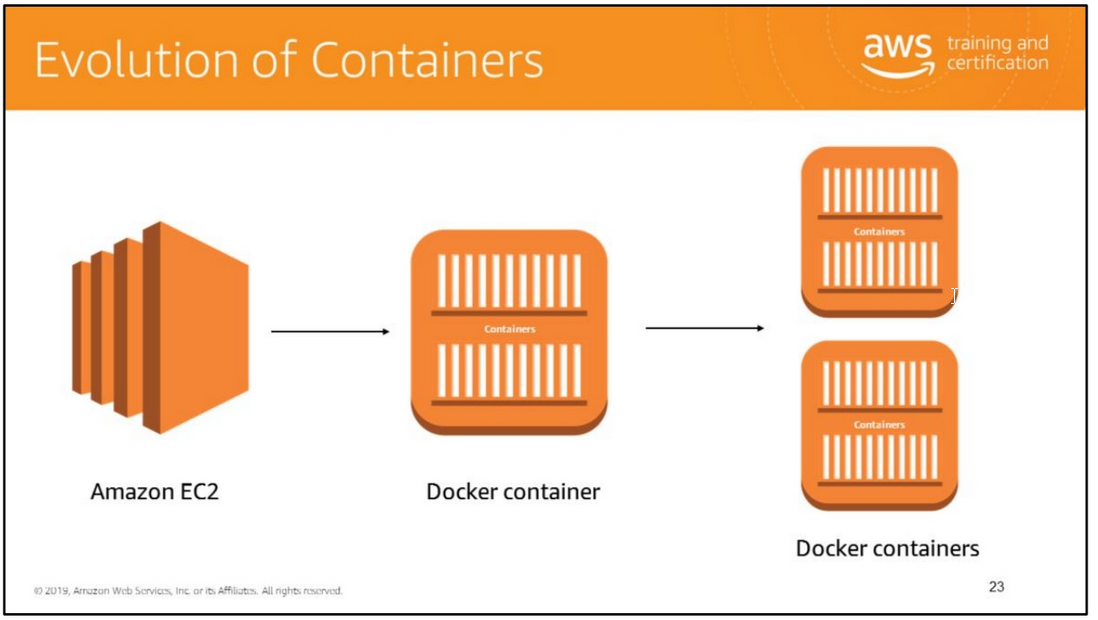 Evolution of Containers
aws training and
certification
Containers
Containers
Containers
Amazon EC2
Docker container
Docker containers
© 2019, Amazon Web Services, Inc. or its Affiliates. All rights reserved.
23